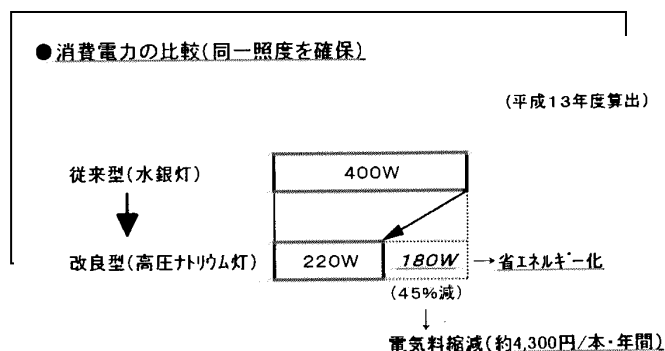 ●消費電力の比較(同一照度を確保)
(平成13年度算出)
従来型(水銀灯)
400W
改良型(高圧ナトリウム灯)
220W
180W
→省エネルギー化
(45%減)
電気料縮減(約4,300円/本・年間)